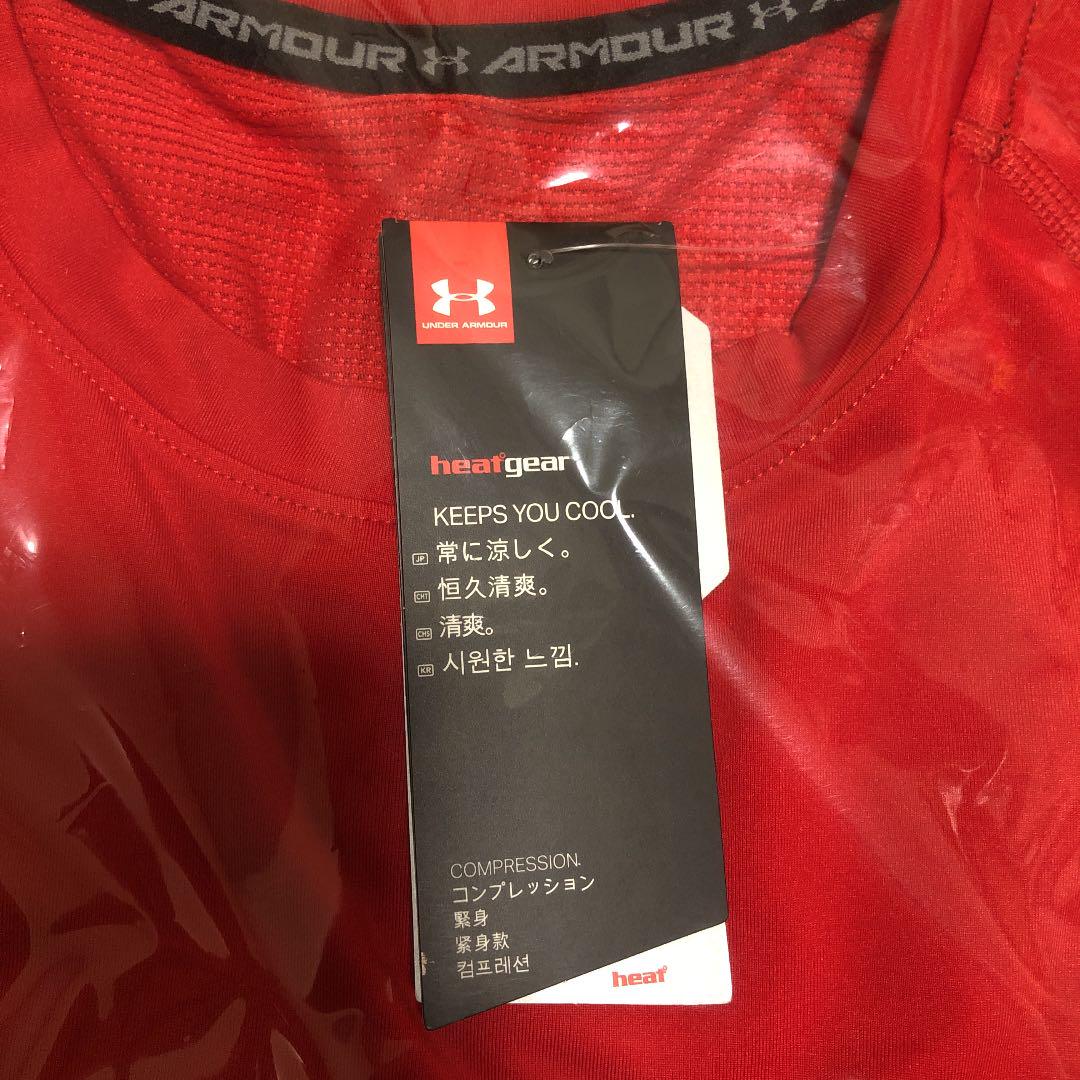 ARMOUR ARMOUR
UNDER ARMOUR
heatgear
KEEPS YOU COOL.
JP 常に涼しく。
CHT 恒久清爽。
CHS 清爽。
KR 시원한 느낌.
COMPRESSION.
コンプレッション
緊身
紧身款
컴프레션
heat